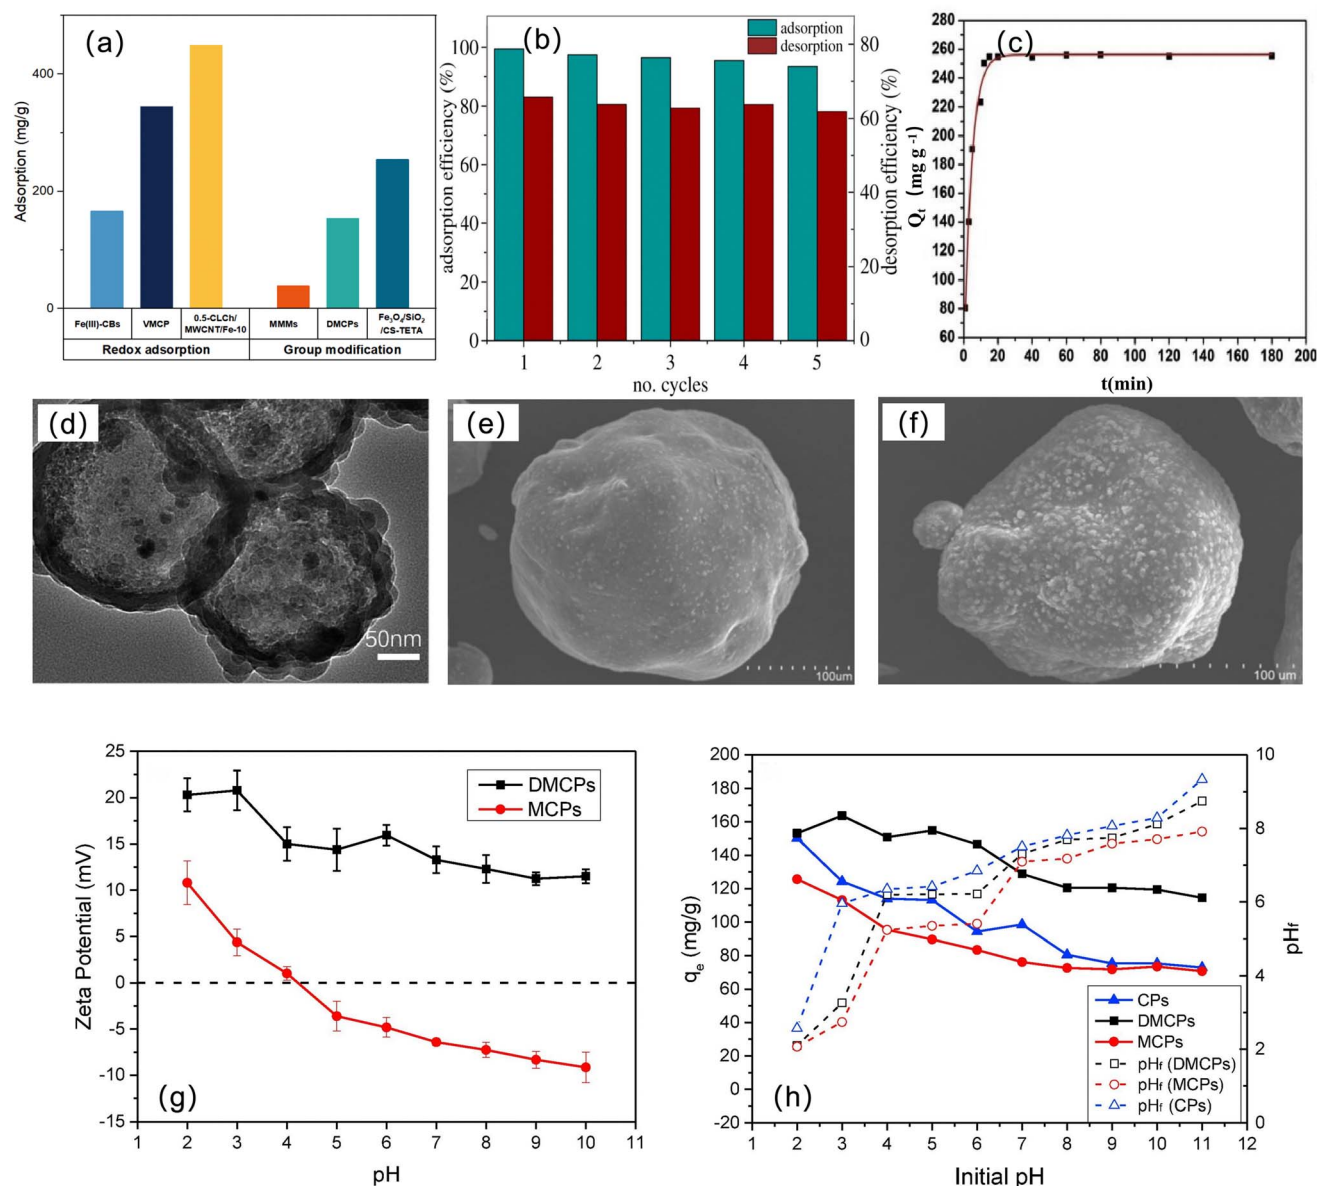 (a)
Adsorption (mg/g)
400
200
0
Fe(III)-CBs VMCP 0.5-CLCh/ MWCNT/Fe-10 MMMs DMCPs Fe₃O₄/SiO₂ /CS-TETA
Redox adsorption Group modification
(b)
adsorption
desorption
adsorption efficiency (%)
100
80
60
40
20
0
desorption efficiency (%)
80
60
40
20
0
1 2 3 4 5
no. cycles
(c)
Qt (mg g⁻¹)
280
260
240
220
200
180
160
140
120
100
80
60
0 20 40 60 80 100 120 140 160 180 200
t(min)
(d)
50nm
(e)
100um
(f)
100 um
(g)
DMCPs
MCPs
Zeta Potential (mV)
25
20
15
10
5
0
-5
-10
-15
1 2 3 4 5 6 7 8 9 10 11
pH
(h)
qe (mg/g)
200
180
160
140
120
100
80
60
40
20
0
-20
pHf
10
8
6
4
2
0
CPs
DMCPs
MCPs
pHf (DMCPs)
pHf (MCPs)
pHf (CPs)
1 2 3 4 5 6 7 8 9 10 11 12
Initial pH